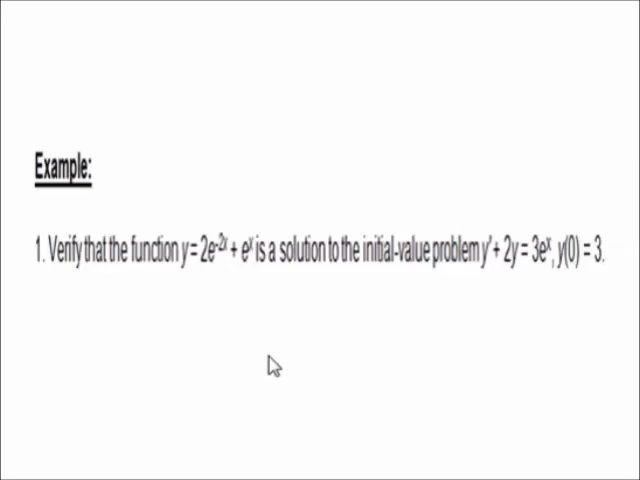 Example:
1. Verify that the function y = 2e⁻²ˣ + eˣ is a solution to the initial-value problem y' + 2y = 3eˣ, y(0) = 3.